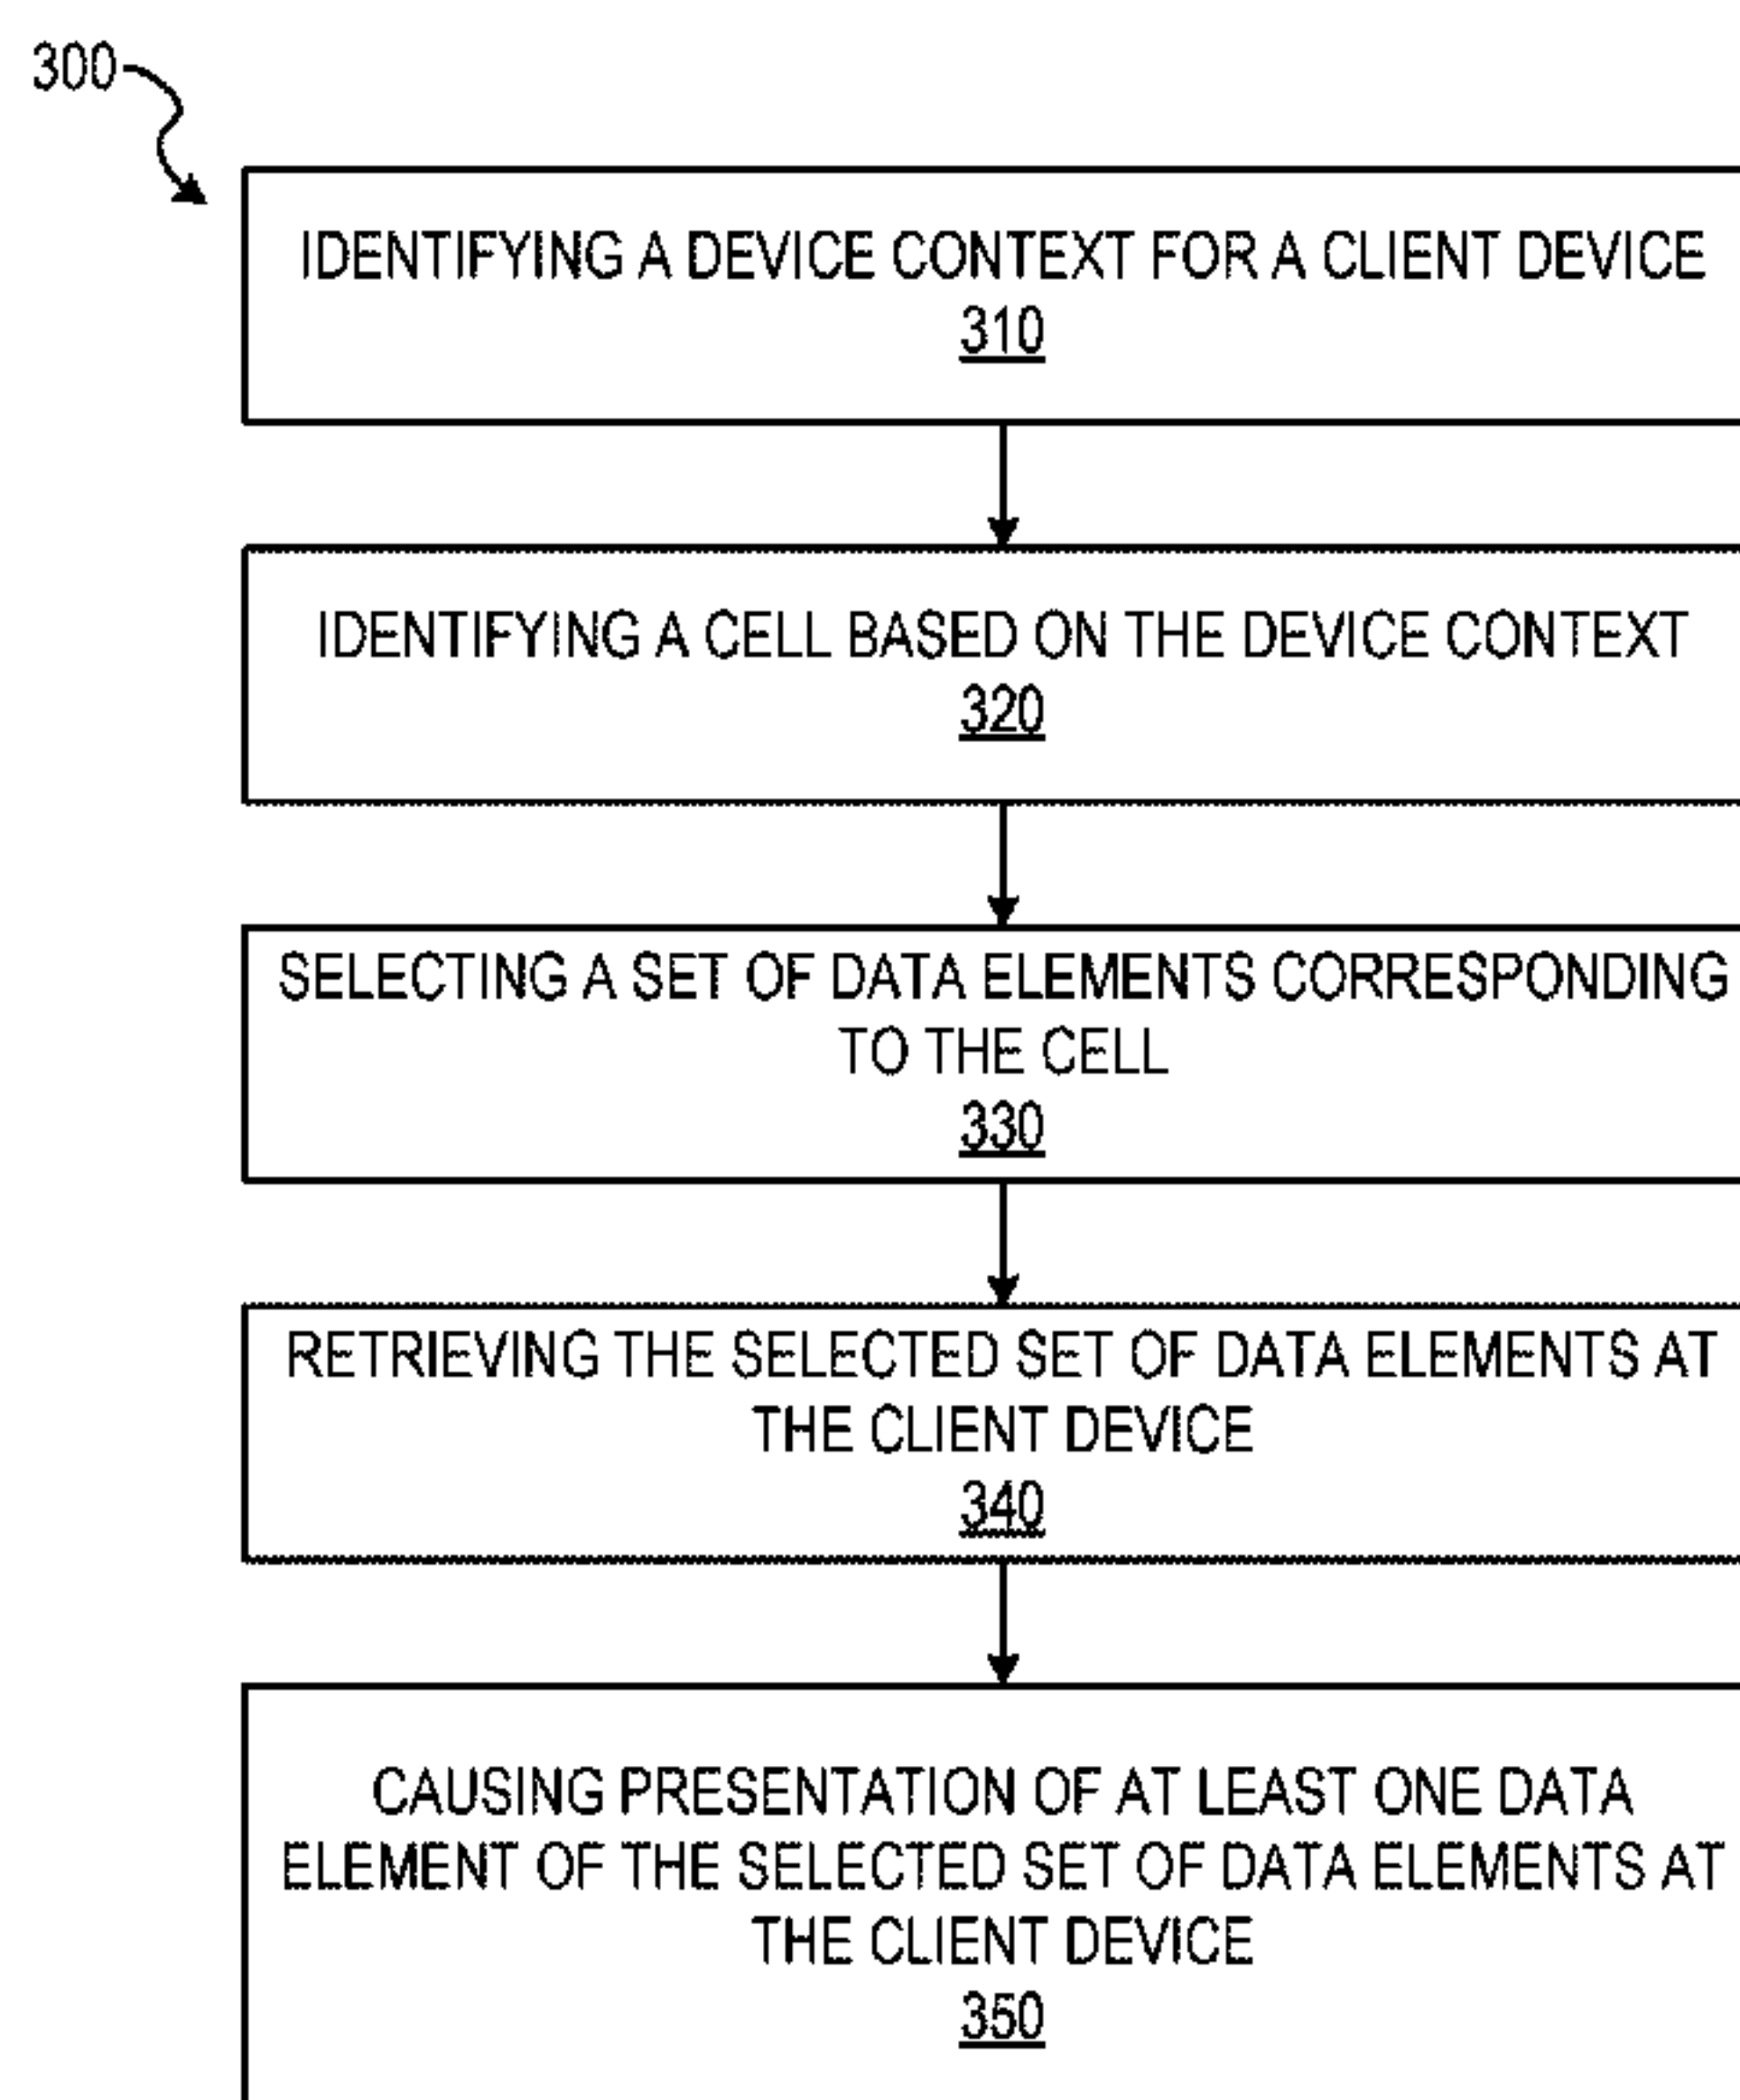 300
IDENTIFYING A DEVICE CONTEXT FOR A CLIENT DEVICE
310
IDENTIFYING A CELL BASED ON THE DEVICE CONTEXT
320
SELECTING A SET OF DATA ELEMENTS CORRESPONDING
TO THE CELL
330
RETRIEVING THE SELECTED SET OF DATA ELEMENTS AT
THE CLIENT DEVICE
340
CAUSING PRESENTATION OF AT LEAST ONE DATA
ELEMENT OF THE SELECTED SET OF DATA ELEMENTS AT
THE CLIENT DEVICE
350